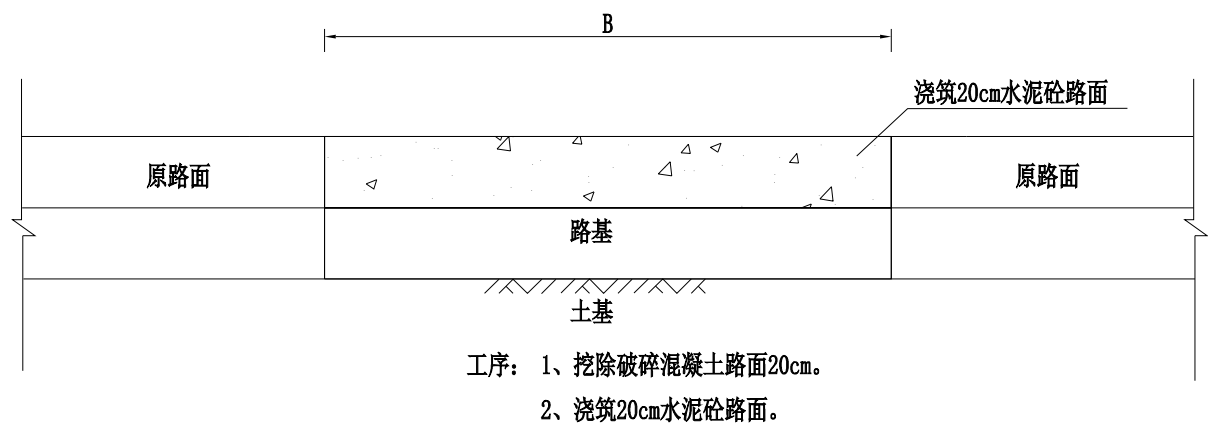 B
浇筑20cm水泥砼路面
原路面
原路面
路基
土基
工序： 1、挖除破碎混凝土路面20cm。
2、浇筑20cm水泥砼路面。